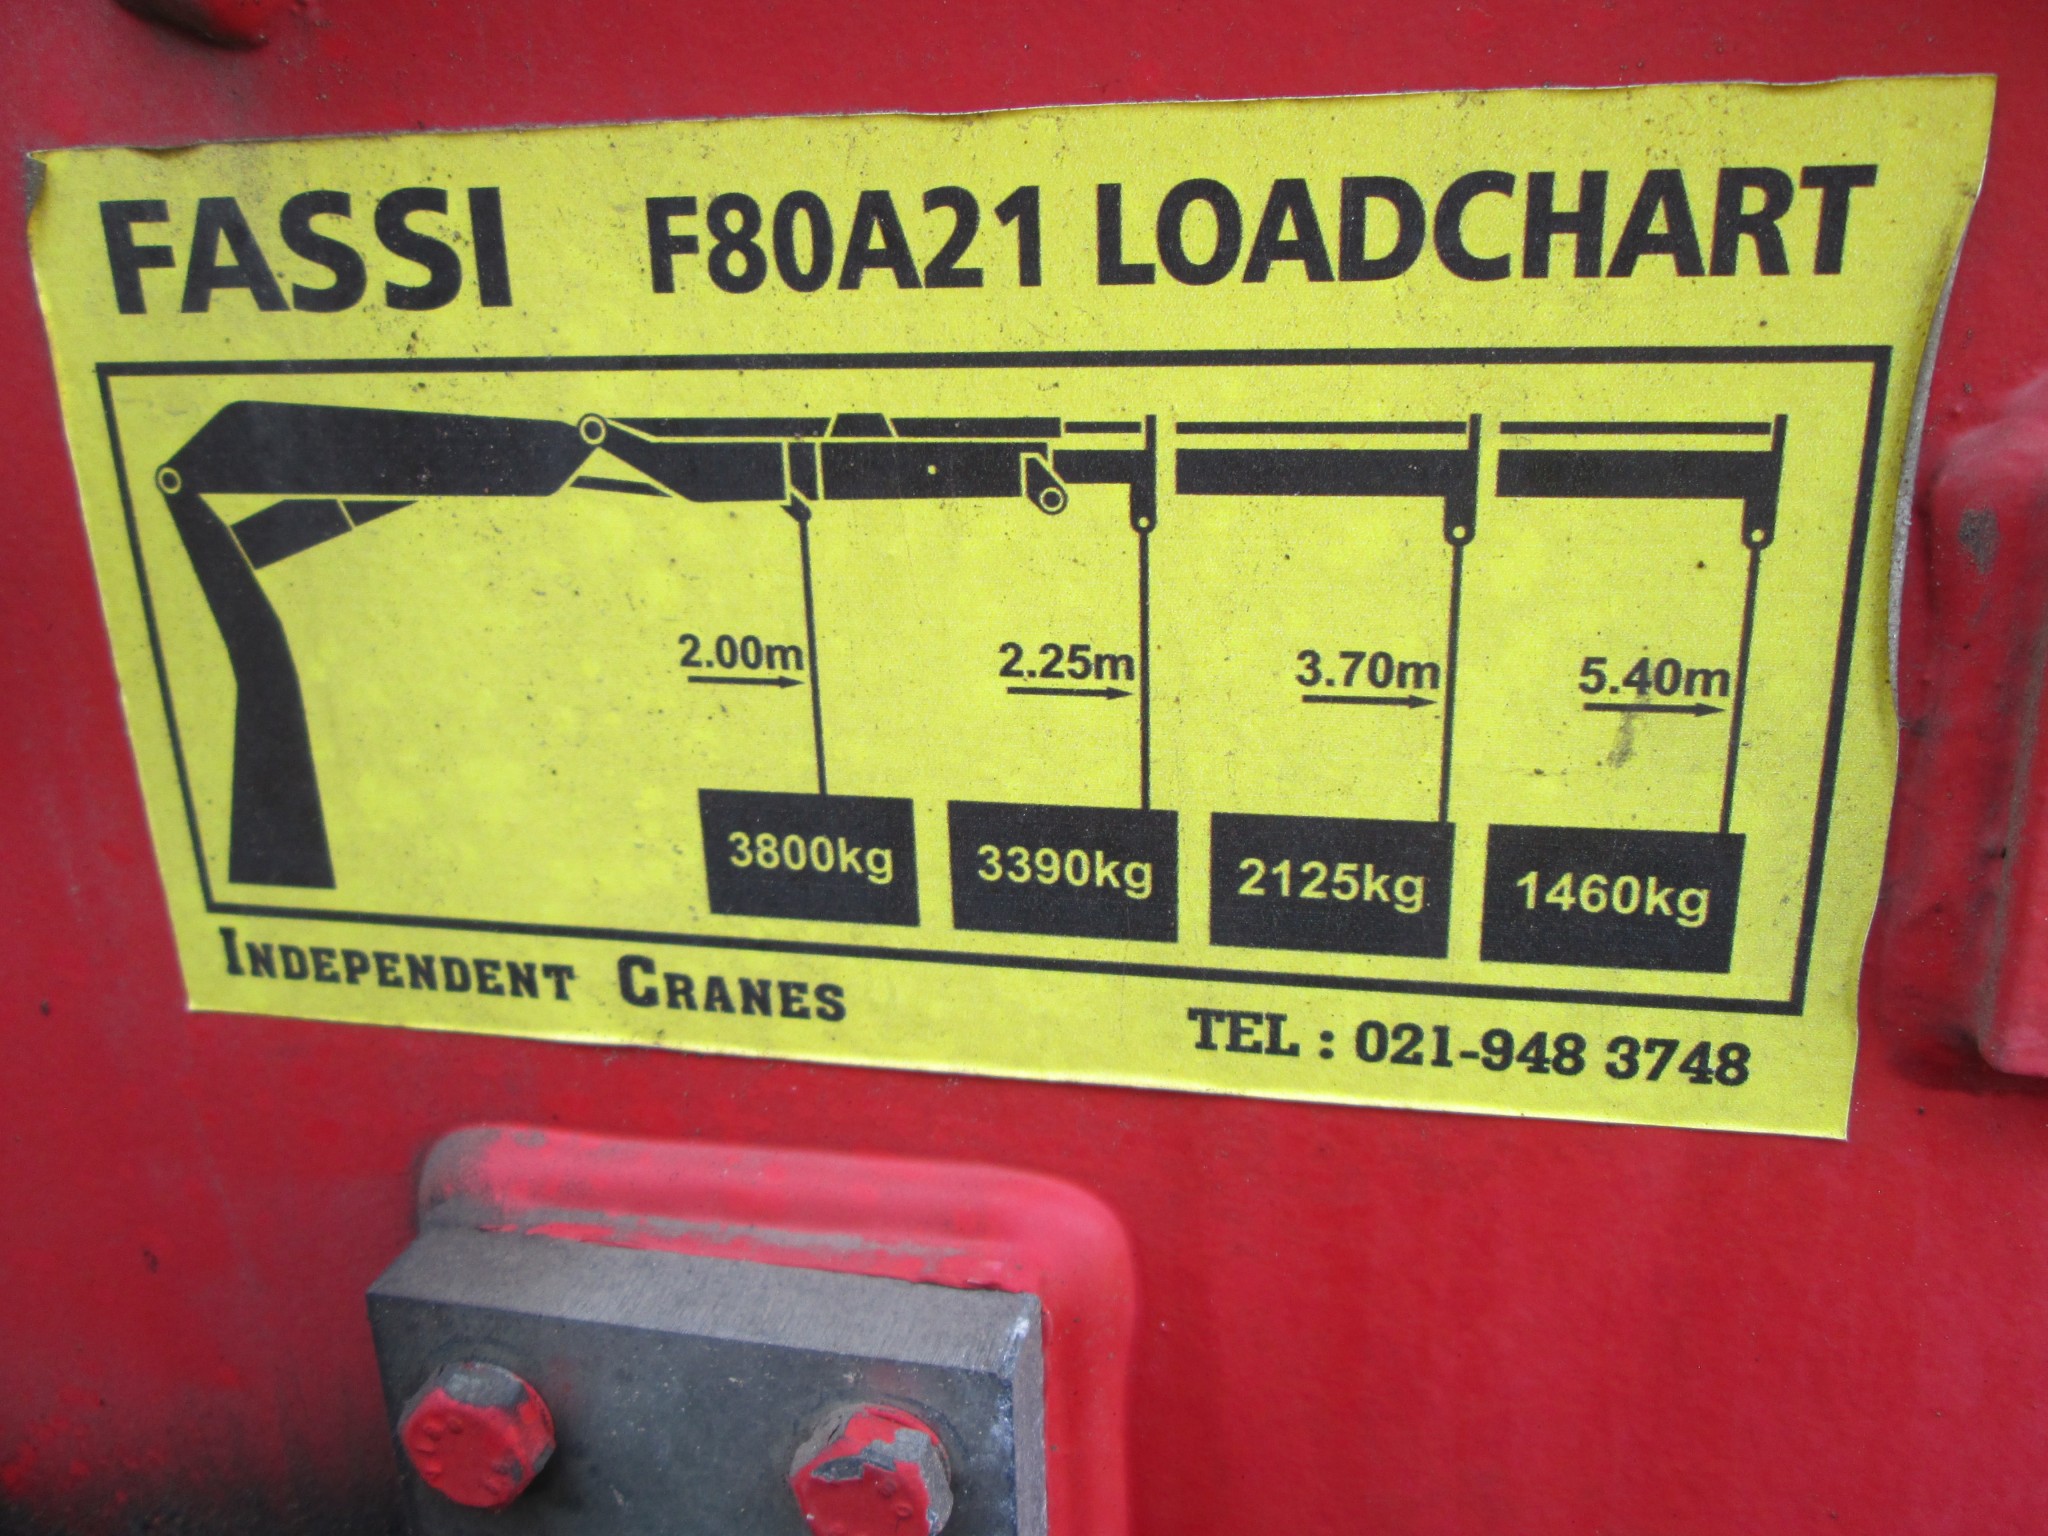 FASSI F80A21 LOADCHART
2.00m 2.25m 3.70m 5.40m
3800kg 3390kg 2125kg 1460kg
INDEPENDENT CRANES
TEL : 021-948 3748